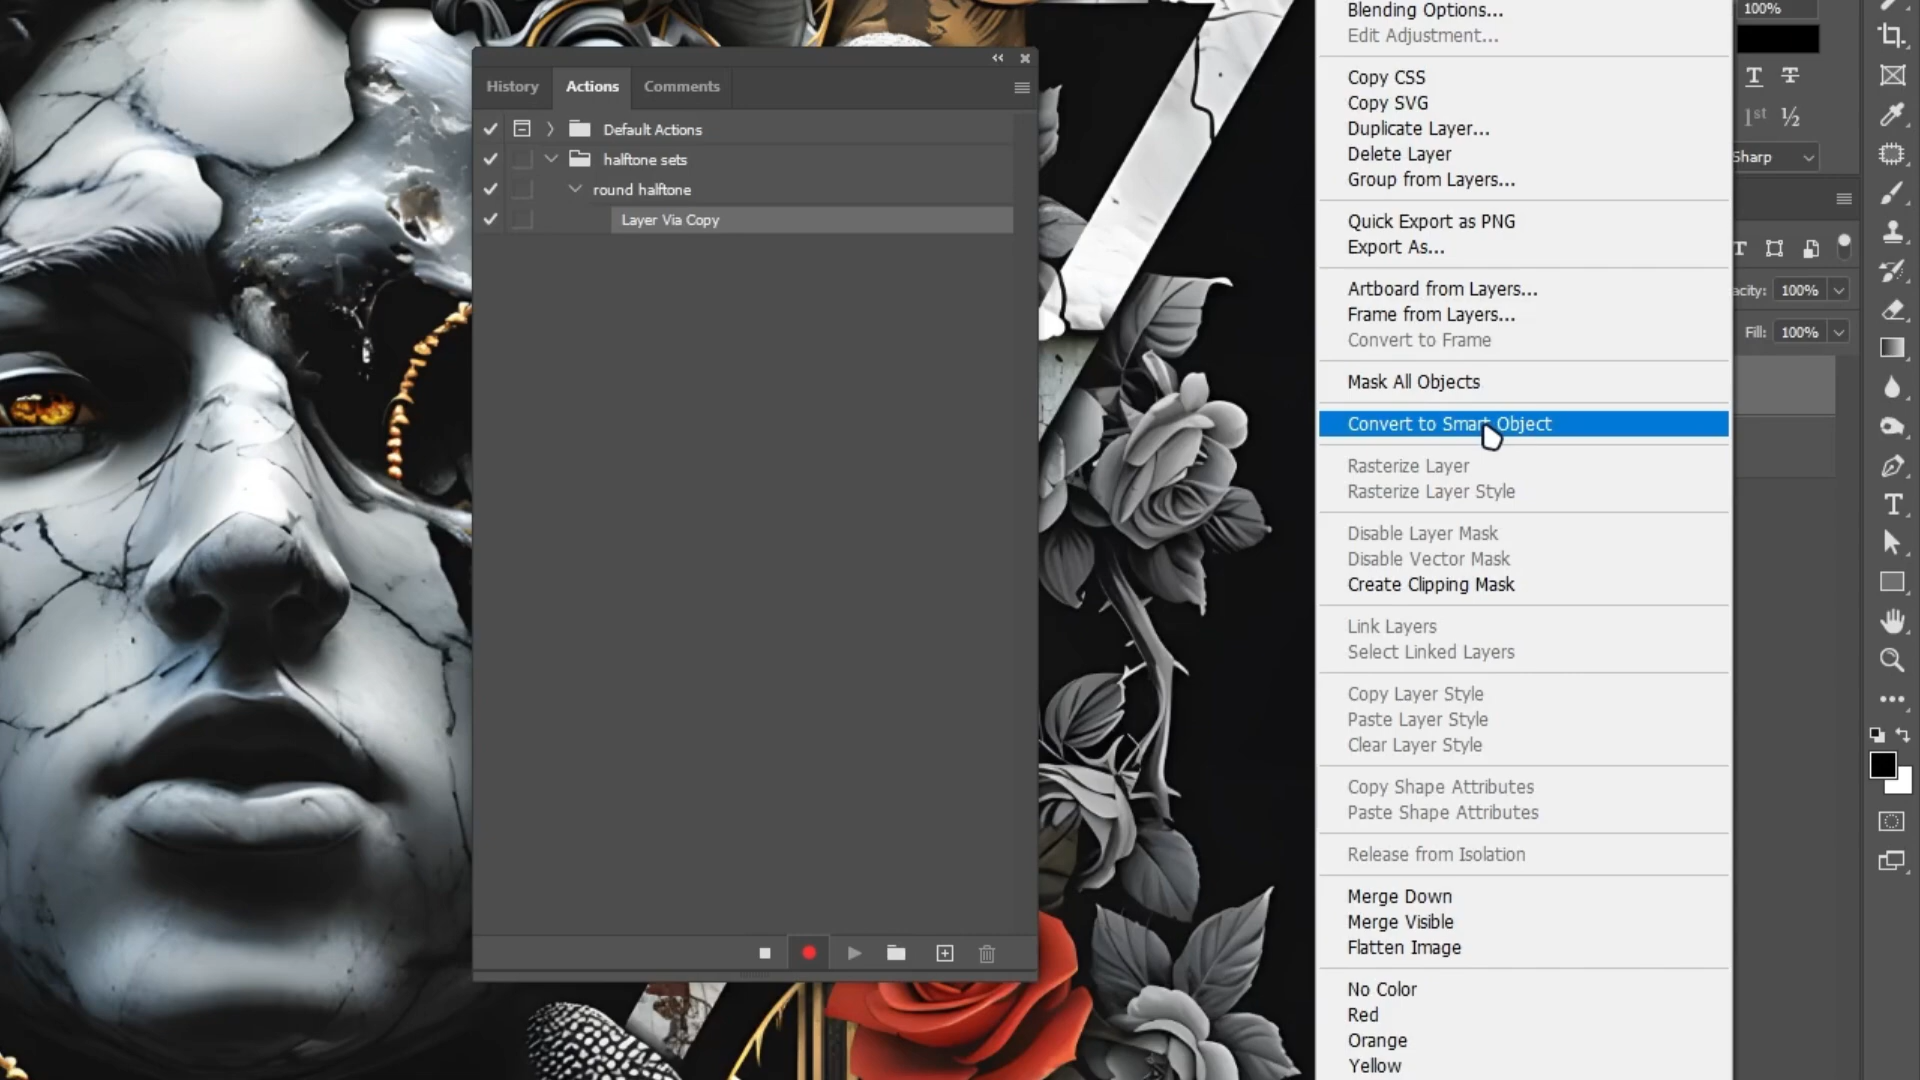 History
Actions
Comments
Default Actions
halftone sets
round halftone
Layer Via Copy
Blending Options...
Edit Adjustment...
Copy CSS
Copy SVG
Duplicate Layer...
Delete Layer
Group from Layers...
Quick Export as PNG
Export As...
Artboard from Layers...
Frame from Layers...
Convert to Frame
Mask All Objects
Convert to Smart Object
Rasterize Layer
Rasterize Layer Style
Disable Layer Mask
Disable Vector Mask
Create Clipping Mask
Link Layers
Select Linked Layers
Copy Layer Style
Paste Layer Style
Clear Layer Style
Copy Shape Attributes
Paste Shape Attributes
Release from Isolation
Merge Down
Merge Visible
Flatten Image
No Color
Red
Orange
Yellow
100%
T T
1st ½
Sharp
T
acity: 100%
Fill: 100%
T